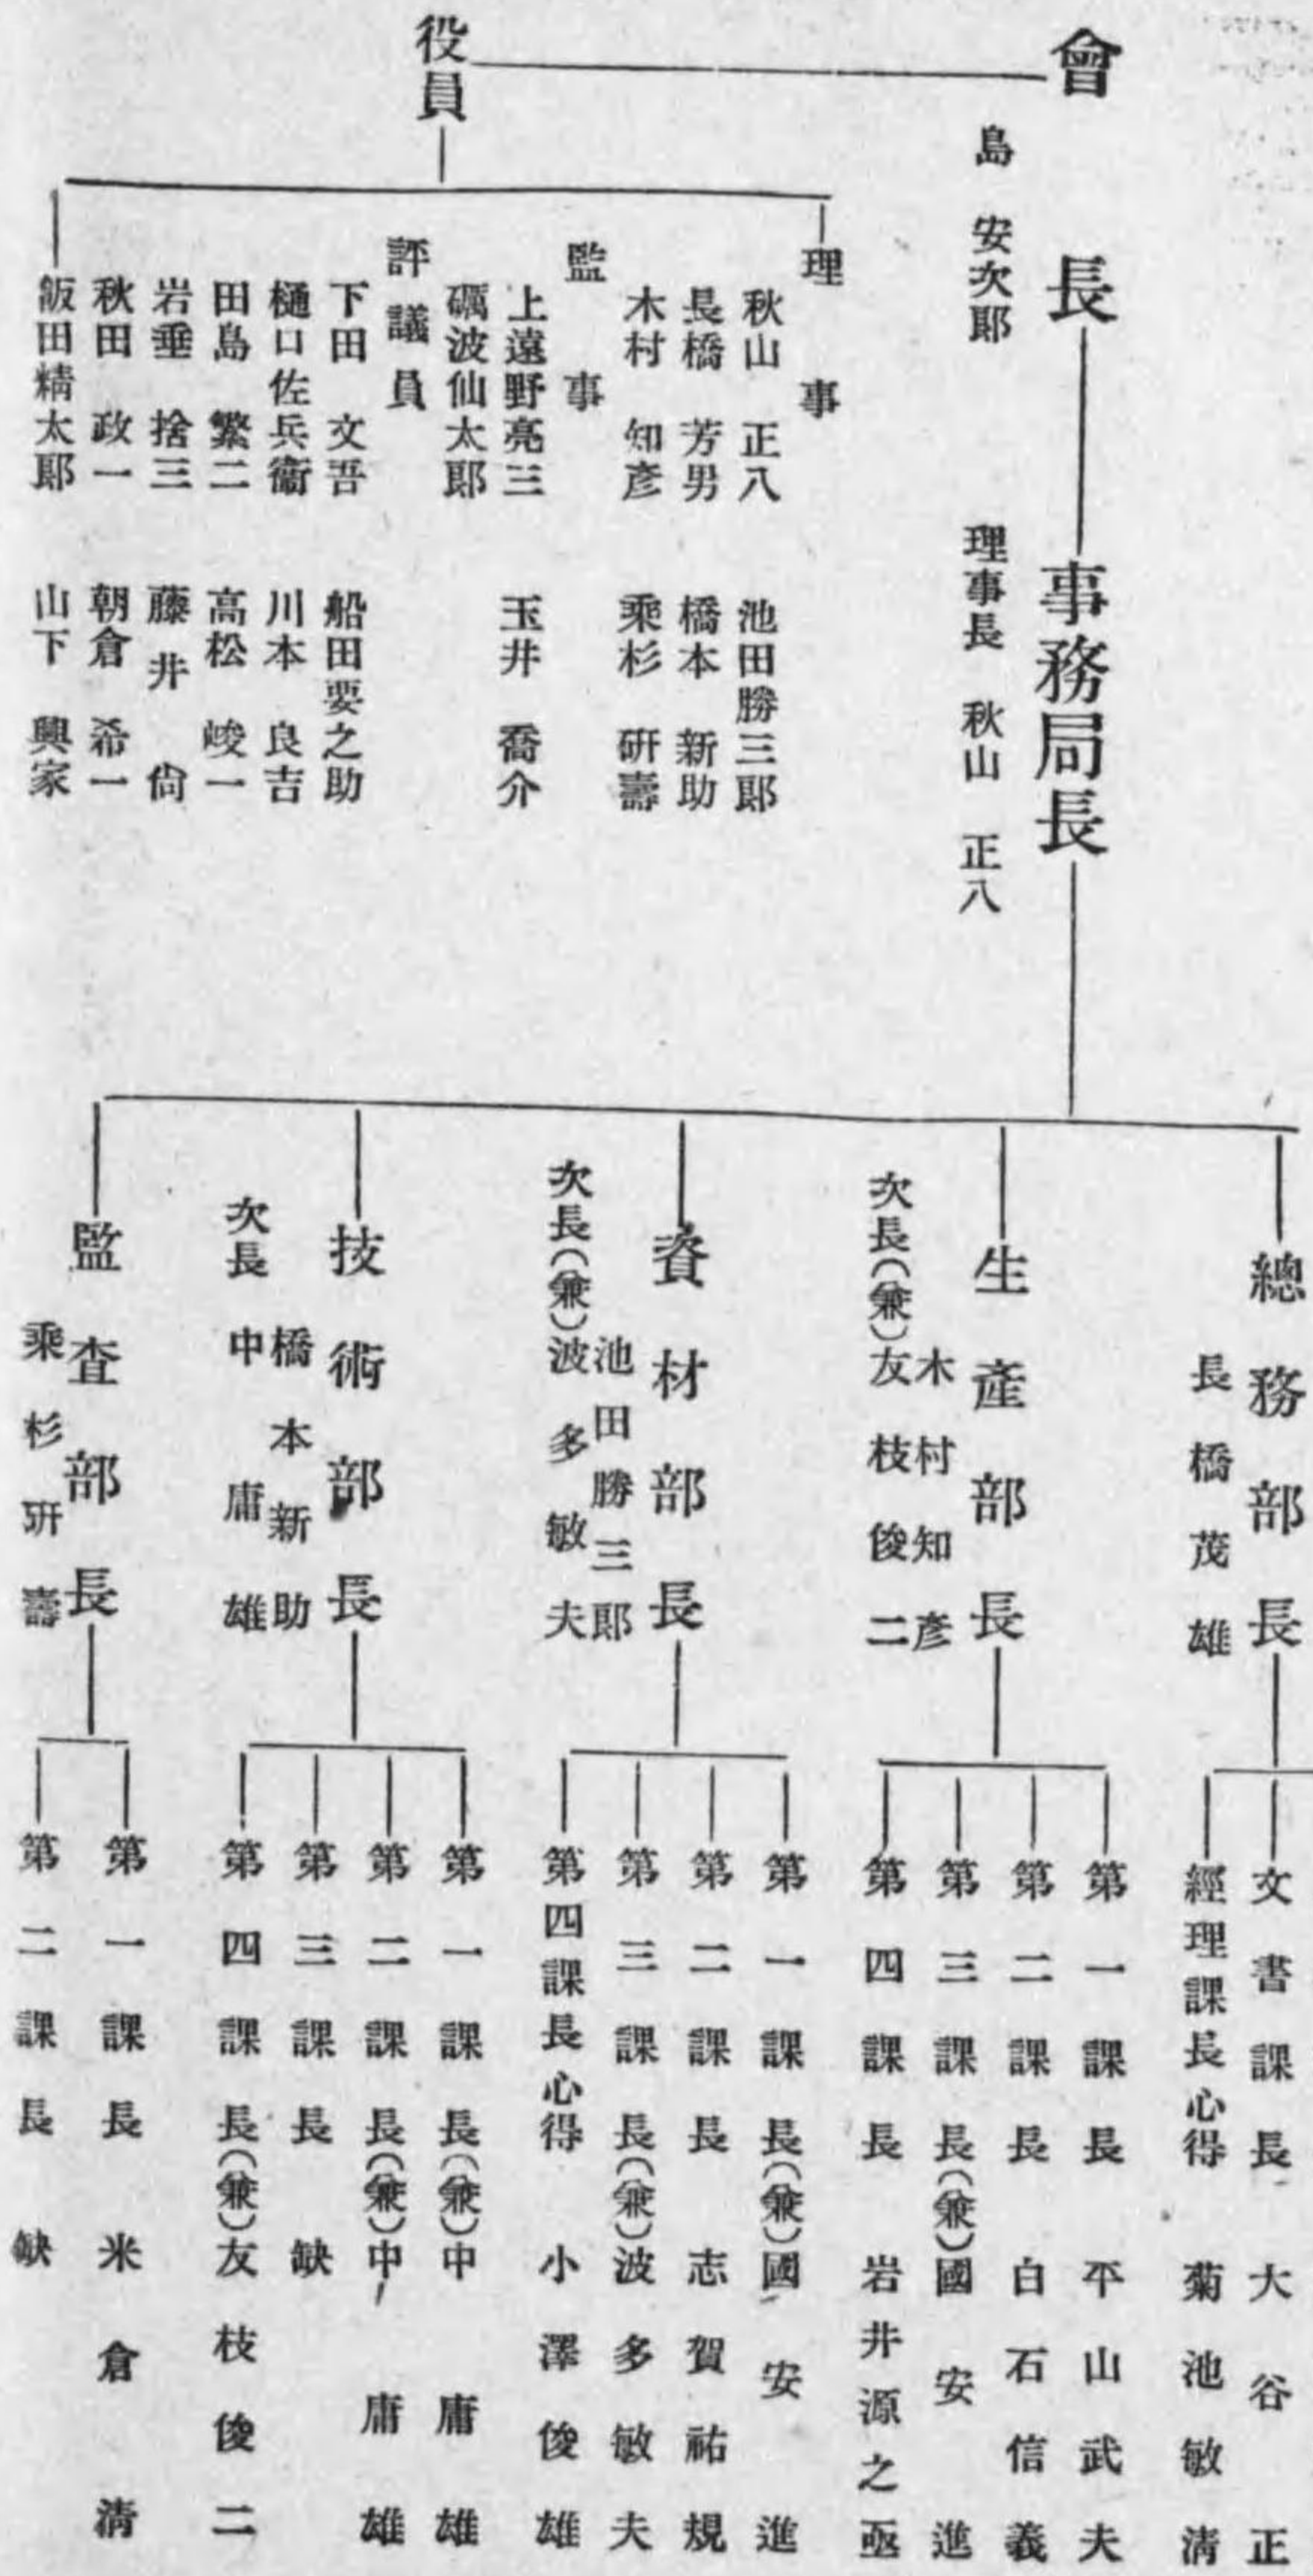 會長
島安次郎
事務局長
理事長 秋山正八
役員
理事
秋山正八 池田勝三郎
長橋芳男 橋本新助
木村知彥 乘杉研壽
監事
上遠野亮三 玉井喬介
礪波仙太郎
評議員
下田文吾 船田要之助
樋口佐兵衞 川本良吉
田島繁二 高松峻一
岩垂捨三 藤井尙
秋田政一 朝倉希一
飯田精太郎 山下興家
總務部長
長橋茂雄
文書課長 大谷正
經理課長心得 菊池敏淸
生產部長
木村知彥
次長(兼)友枝俊二
第一課長 平山武夫
第二課長 白石信義
第三課長(兼)國安進
第四課長 岩井源之亟
資材部長
池田勝三郎
次長(兼)波多敏夫
第一課長(兼)國安進
第二課長 志賀祐規
第三課長(兼)波多敏夫
第四課長心得 小澤俊雄
技術部長
橋本新助
次長 中庸雄
第一課長(兼)中庸雄
第二課長(兼)中庸雄
第三課長 缺
第四課長(兼)友枝俊二
監査部長
乘杉研壽
第一課長 米倉淸
第二課長 缺